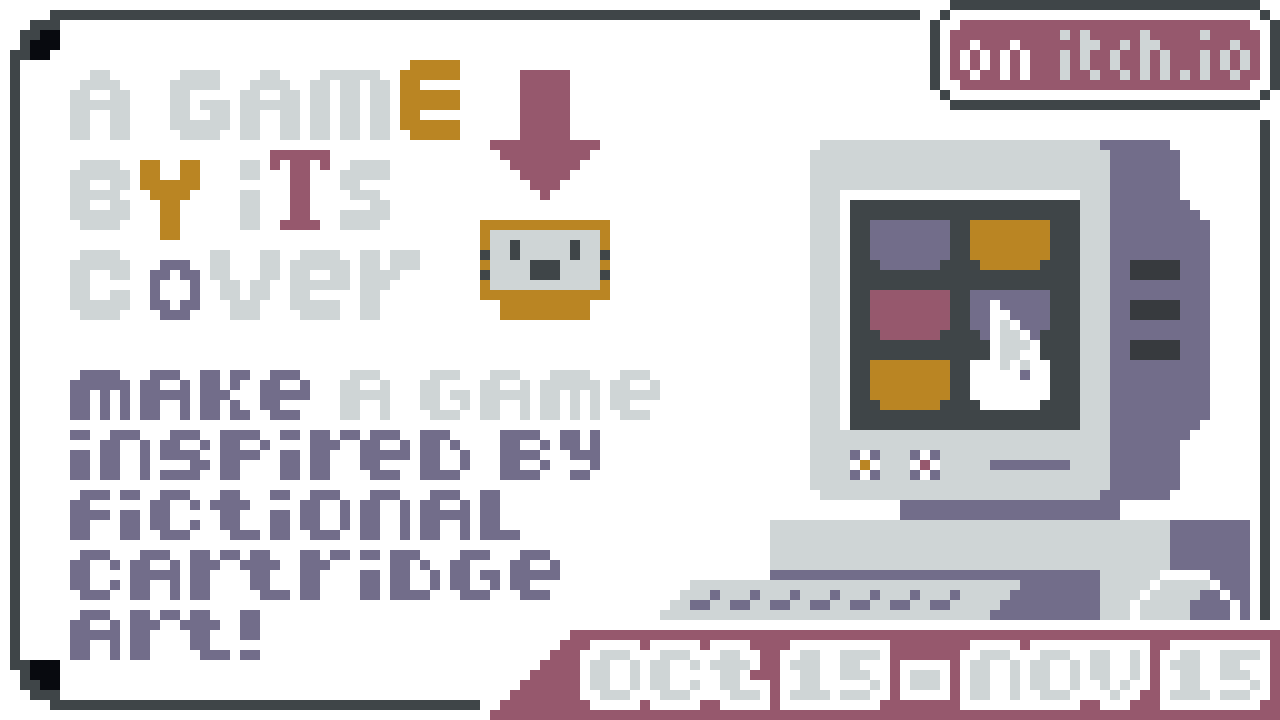 on itch.io
A GAME
BY iTS
Cover
MAKE A GAMe
inSPireD BY
FiCtiOnAL
CArtriDGe
Art!
OCt 15 - NOV 15